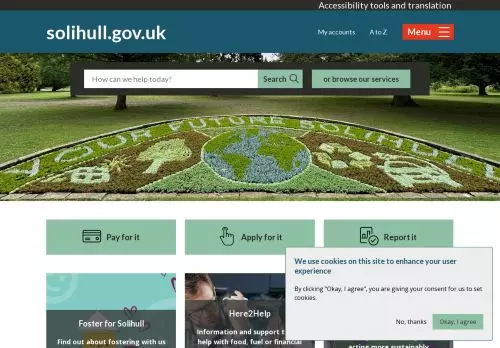 Accessibility tools and translation
solihull.gov.uk
My accounts
A to Z
Menu
How can we help today?
Search
or browse our services
YOUR FUTURE SOLIHULL
Pay for it
Apply for it
Report it
We use cookies on this site to enhance your user
experience
By clicking "Okay, I agree", you are giving your consent for us to set
cookies.
No, thanks
Okay, I agree
Foster for Solihull
Find out about fostering with us
Here2Help
Information and support t
help with food, fuel or financial
acting more sustainably